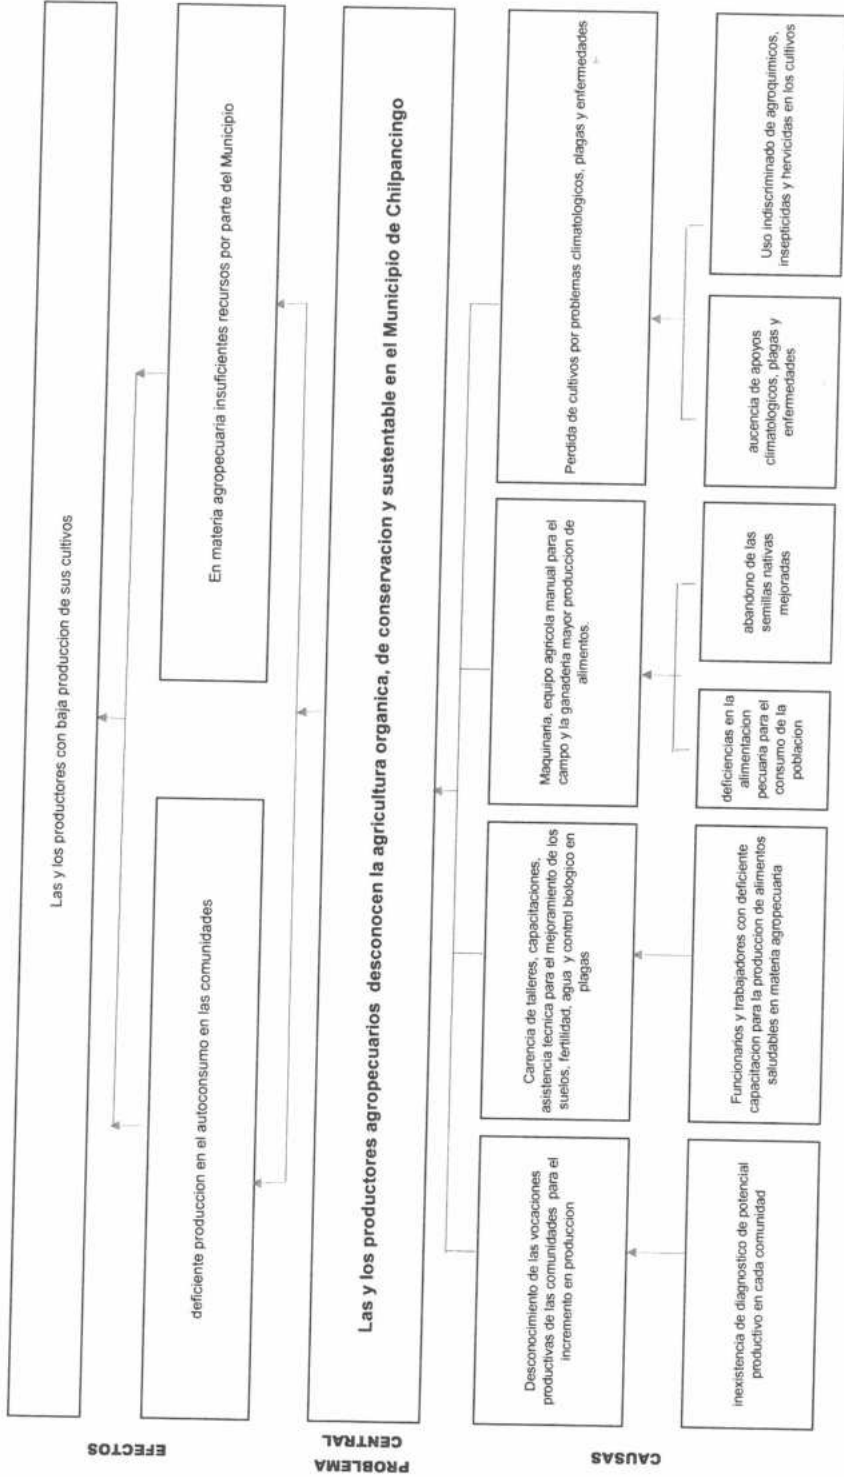 EFECTOS
Las y los productores con baja produccion de sus cultivos
deficiente produccion en el autoconsumo en las comunidades
En materia agropecuaria insuficientes recursos por parte del Municipio
PROBLEMA
CENTRAL
Las y los productores agropecuarios desconocen la agricultura organica, de conservacion y sustentable en el Municipio de Chilpancingo
CAUSAS
Desconocimiento de las vocaciones
productivas de las comunidades para el
incremento en produccion
Carencia de talleres, capacitaciones,
asistencia tecnica para el mejoramiento de los
suelos, fertilidad, agua y control biologico en
plagas
Maquinaria, equipo agricola manual para el
campo y la ganaderia mayor produccion de
alimentos.
Perdida de cultivos por problemas climatologicos, plagas y enfermedades
inexistencia de diagnostico de potencial
productivo en cada comunidad
Funcionarios y trabajadores con deficiente
capacitacion para la produccion de alimentos
saludables en materia agropecuaria
deficiencias en la
alimentacion
pecuaria para el
consumo de la
poblacion
abandono de las
semillas nativas
mejoradas
aucencia de apoyos
climatologicos, plagas y
enfermedades
Uso indiscriminado de agroquimicos,
insepticidas y hervicidas en los cultivos